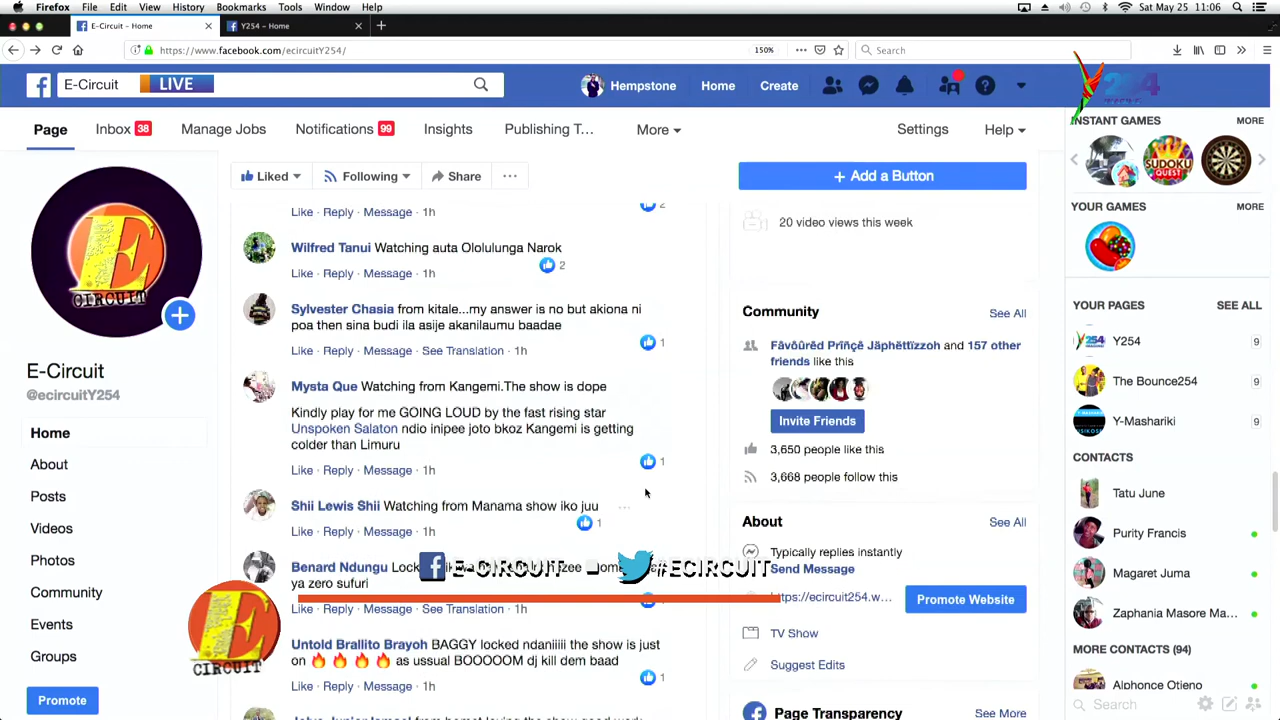 Firefox File Edit View History Bookmarks Tools Window Help
Sat May 25 11:06
E-Circuit – Home
Y254 – Home
https://www.facebook.com/ecircuitY254/
150%
Search
E-Circuit
LIVE
Hempstone
Home
Create
254
Page
Inbox 38
Manage Jobs
Notifications 99
Insights
Publishing T...
More
Settings
Help
INSTANT GAMES
MORE
SUDOKU
QUEST
YOUR GAMES
MORE
Liked
Following
Share
...
+ Add a Button
E
CIRCUIT
E-Circuit
@ecircuitY254
Home
About
Posts
Videos
Photos
Community
Events
Groups
Promote
2
Like · Reply · Message · 1h
Wilfred Tanui Watching auta Ololulunga Narok
2
Like · Reply · Message · 1h
Sylvester Chasia from kitale...my answer is no but akiona ni
poa then sina budi ila asije akanilaumu baadae
1
Like · Reply · Message · See Translation · 1h
Mysta Que Watching from Kangemi.The show is dope
Kindly play for me GOING LOUD by the fast rising star
Unspoken Salaton ndio inipee joto bkoz Kangemi is getting
colder than Limuru
1
Like · Reply · Message · 1h
Shii Lewis Shii Watching from Manama show iko juu
1
Like · Reply · Message · 1h
Benard Ndungu
ya zero sufuri
E-CIRCUIT - #ECIRCUIT
Like · Reply · Message · See Translation · 1h
E
CIRCUIT
Untold Brallito Brayoh BAGGY locked ndaniiiii the show is just
on 🔥🔥🔥🔥 as ussual BOOOOOM dj kill dem baad
1
Like · Reply · Message · 1h
20 video views this week
Community
See All
Fâvôûrêd Prïñçê Jäphëttïzzoh and 157 other
friends like this
Invite Friends
3,650 people like this
3,668 people follow this
About
See All
Typically replies instantly
Send Message
https://ecircuit254.w...
Promote Website
TV Show
Suggest Edits
Page Transparency
See More
YOUR PAGES
SEE ALL
Y254
9
The Bounce254
9
Y-Mashariki
9
CONTACTS
Tatu June
Purity Francis
Magaret Juma
Zaphania Masore Ma...
MORE CONTACTS (94)
Alphonce Otieno
Search